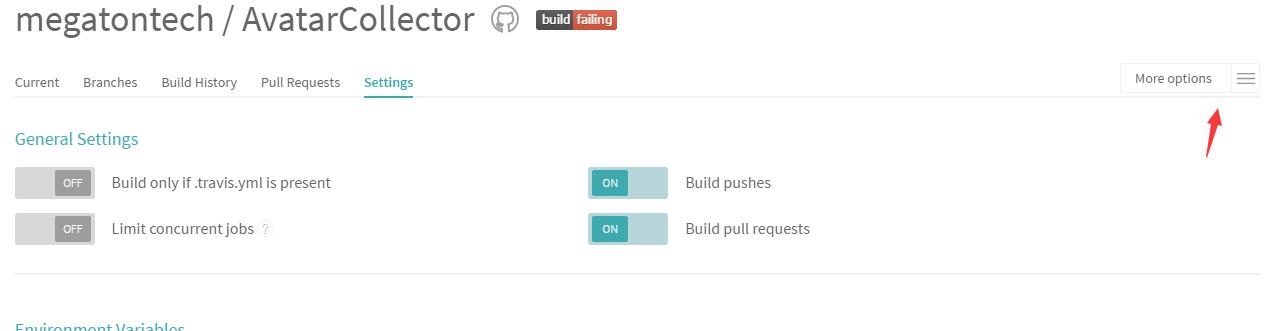 megatontech / AvatarCollector build failing
Current Branches Build History Pull Requests Settings More options
General Settings
OFF Build only if .travis.yml is present ON Build pushes
OFF Limit concurrent jobs ? ON Build pull requests
Environment Variables